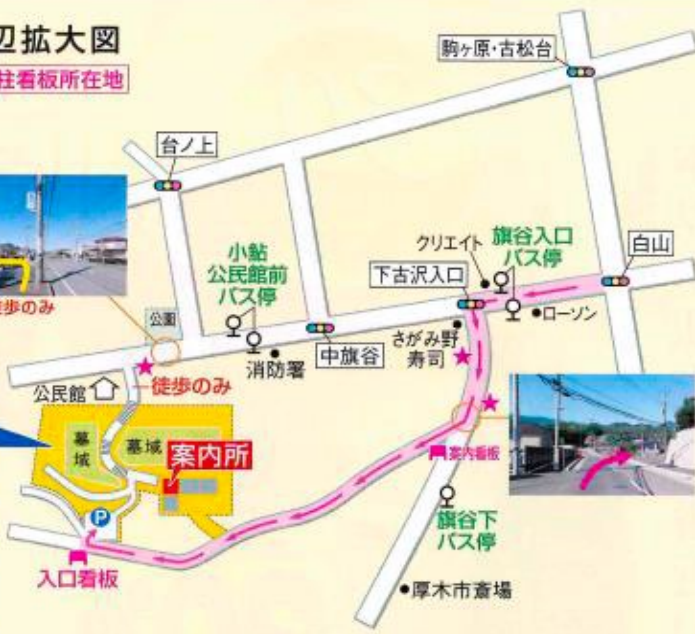 辺拡大図
柱看板所在地
駒ヶ原・古松台
台ノ上
小鮎
公民館前
バス停
クリエイト
旗谷入口
バス停
白山
下古沢入口
ローソン
徒歩のみ
公園
中旗谷
さがみ野
寿司
消防署
公民館
徒歩のみ
墓域
墓域
案内所
案内看板
P
旗谷下
バス停
入口看板
厚木市斎場